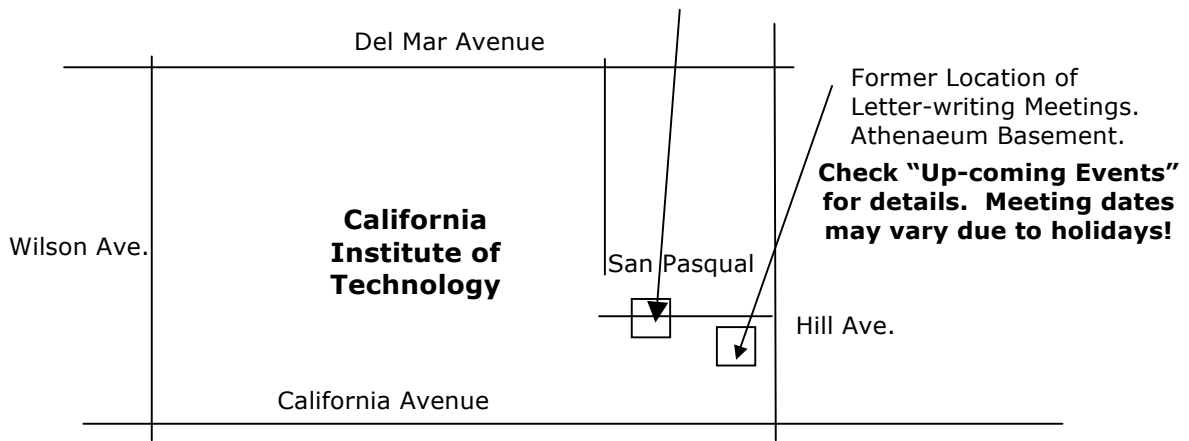 Del Mar Avenue
Former Location of
Letter-writing Meetings.
Athenaeum Basement.
Check “Up-coming Events”
for details.  Meeting dates
may vary due to holidays!
Wilson Ave.
California
Institute of
Technology
San Pasqual
Hill Ave.
California Avenue